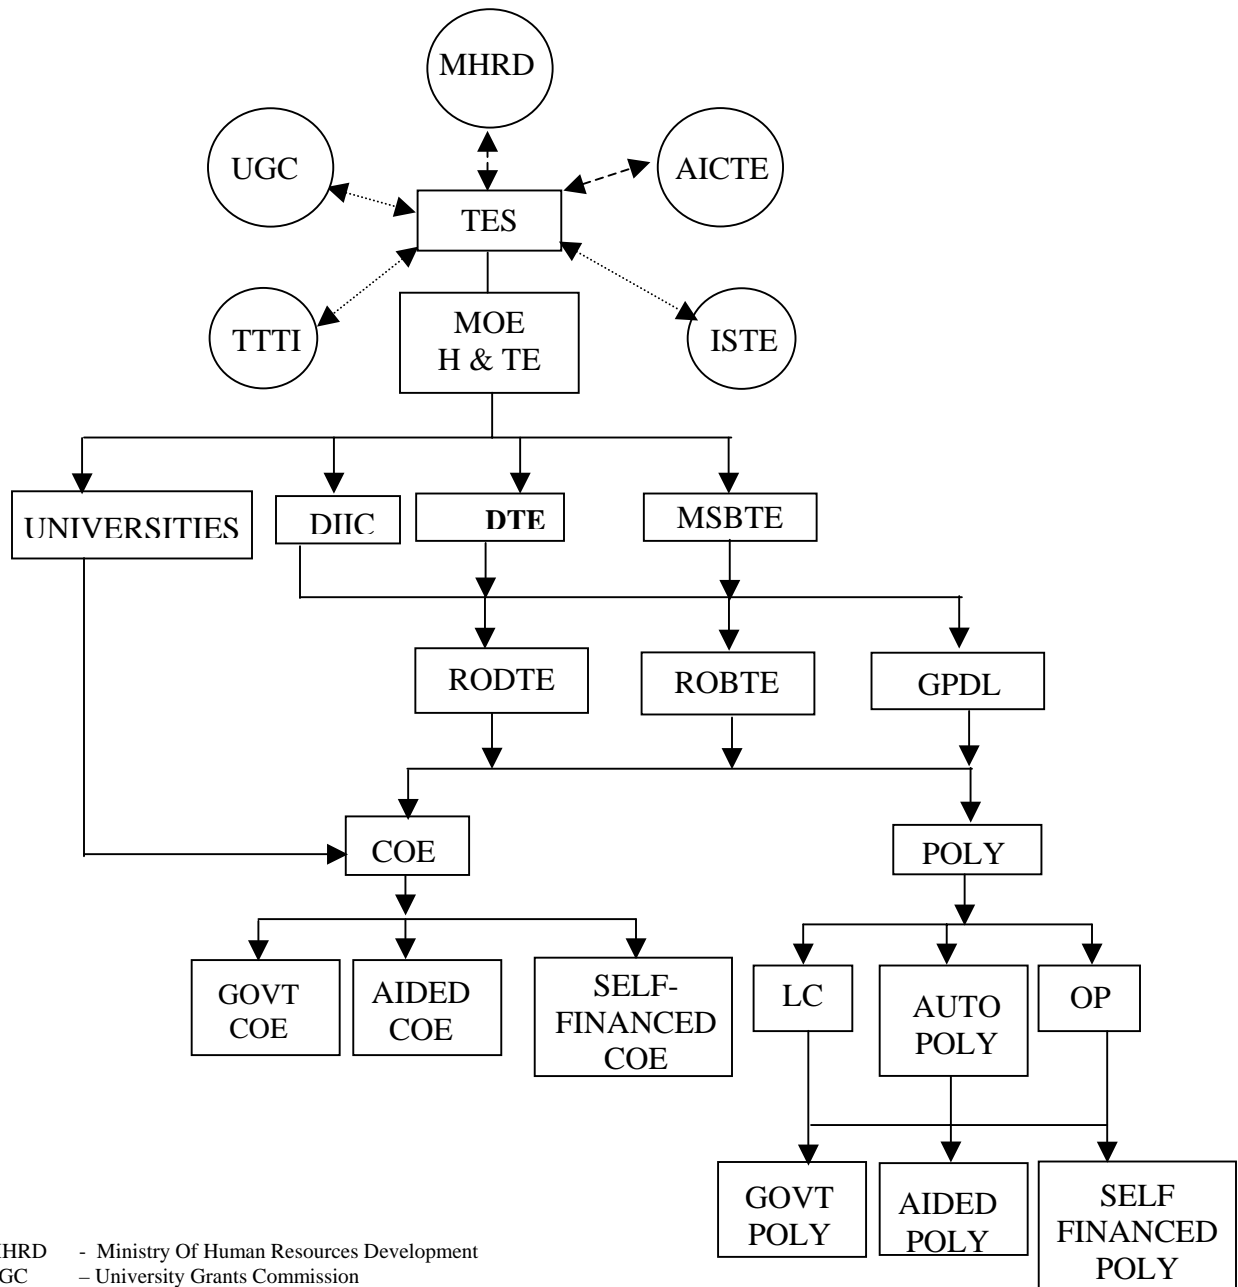 MHRD
UGC
AICTE
TES
TTTI
MOE
H & TE
ISTE
UNIVERSITIES
DIIC
DTE
MSBTE
RODTE
ROBTE
GPDL
COE
POLY
GOVT
COE
AIDED
COE
SELF-
FINANCED
COE
LC
AUTO
POLY
OP
GOVT
POLY
AIDED
POLY
SELF
FINANCED
POLY
HRD - Ministry Of Human Resources Development
GC – University Grants Commission